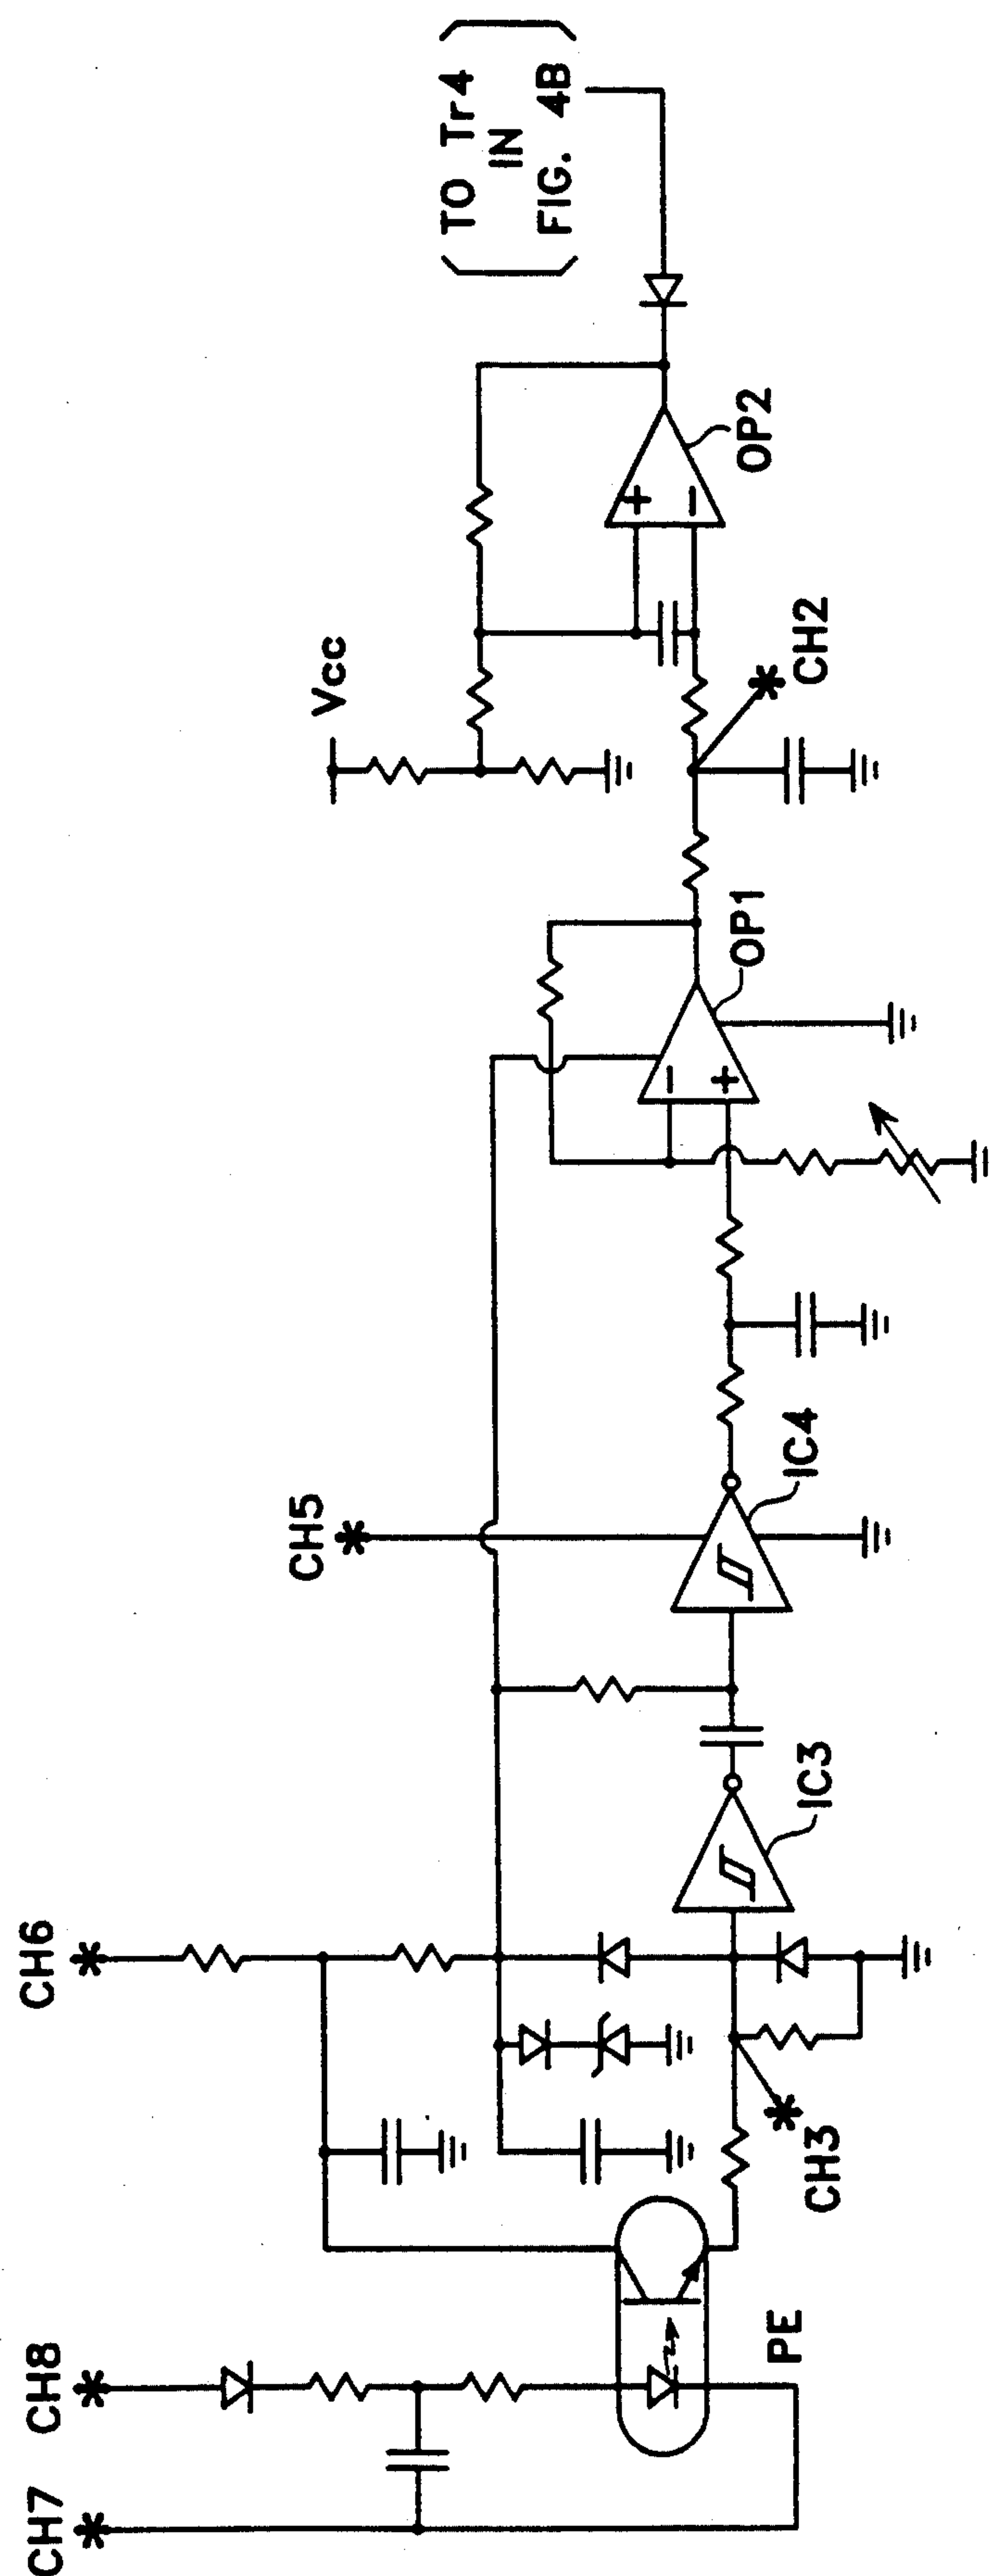 CH7
CH8
CH6
CH5
Vcc
TO Tr4
IN
FIG. 4B
PE
CH3
IC3
IC4
OP1
CH2
OP2
+
−
−
+